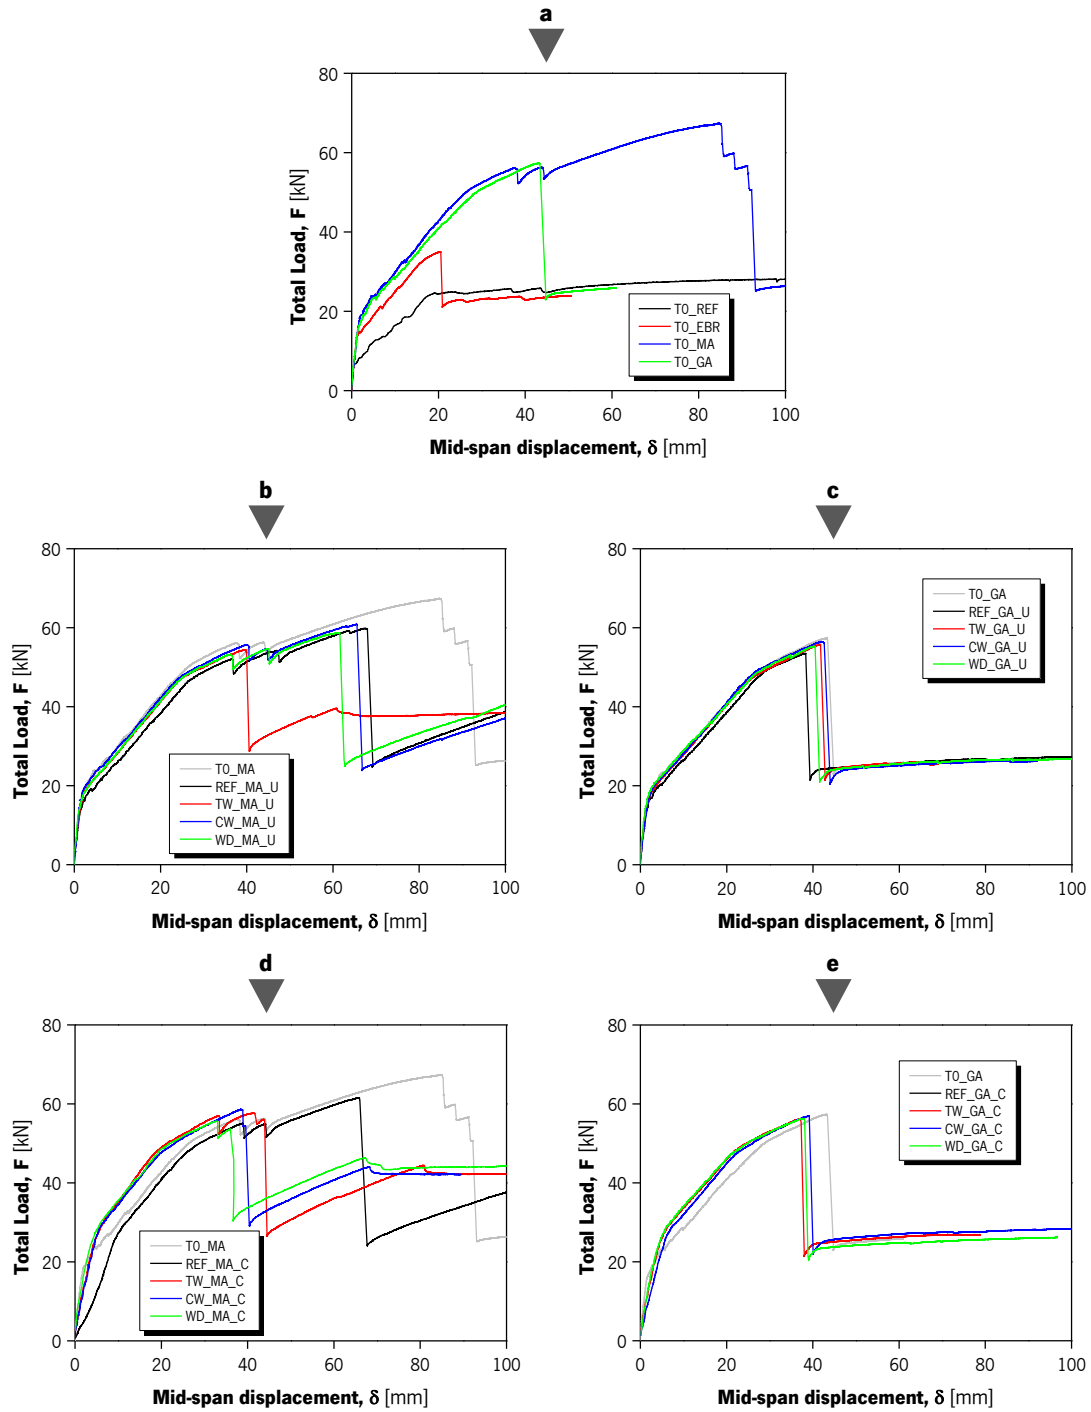 a
80
60
40
20
0
Total Load, F [kN]
T0_REF
T0_EBR
T0_MA
T0_GA
0 20 40 60 80 100
Mid-span displacement, δ [mm]
b
80
60
40
20
0
Total Load, F [kN]
T0_MA
REF_MA_U
TW_MA_U
CW_MA_U
WD_MA_U
0 20 40 60 80 100
Mid-span displacement, δ [mm]
c
80
60
40
20
0
Total Load, F [kN]
T0_GA
REF_GA_U
TW_GA_U
CW_GA_U
WD_GA_U
0 20 40 60 80 100
Mid-span displacement, δ [mm]
d
80
60
40
20
0
Total Load, F [kN]
T0_MA
REF_MA_C
TW_MA_C
CW_MA_C
WD_MA_C
0 20 40 60 80 100
Mid-span displacement, δ [mm]
e
80
60
40
20
0
Total Load, F [kN]
T0_GA
REF_GA_C
TW_GA_C
CW_GA_C
WD_GA_C
0 20 40 60 80 100
Mid-span displacement, δ [mm]